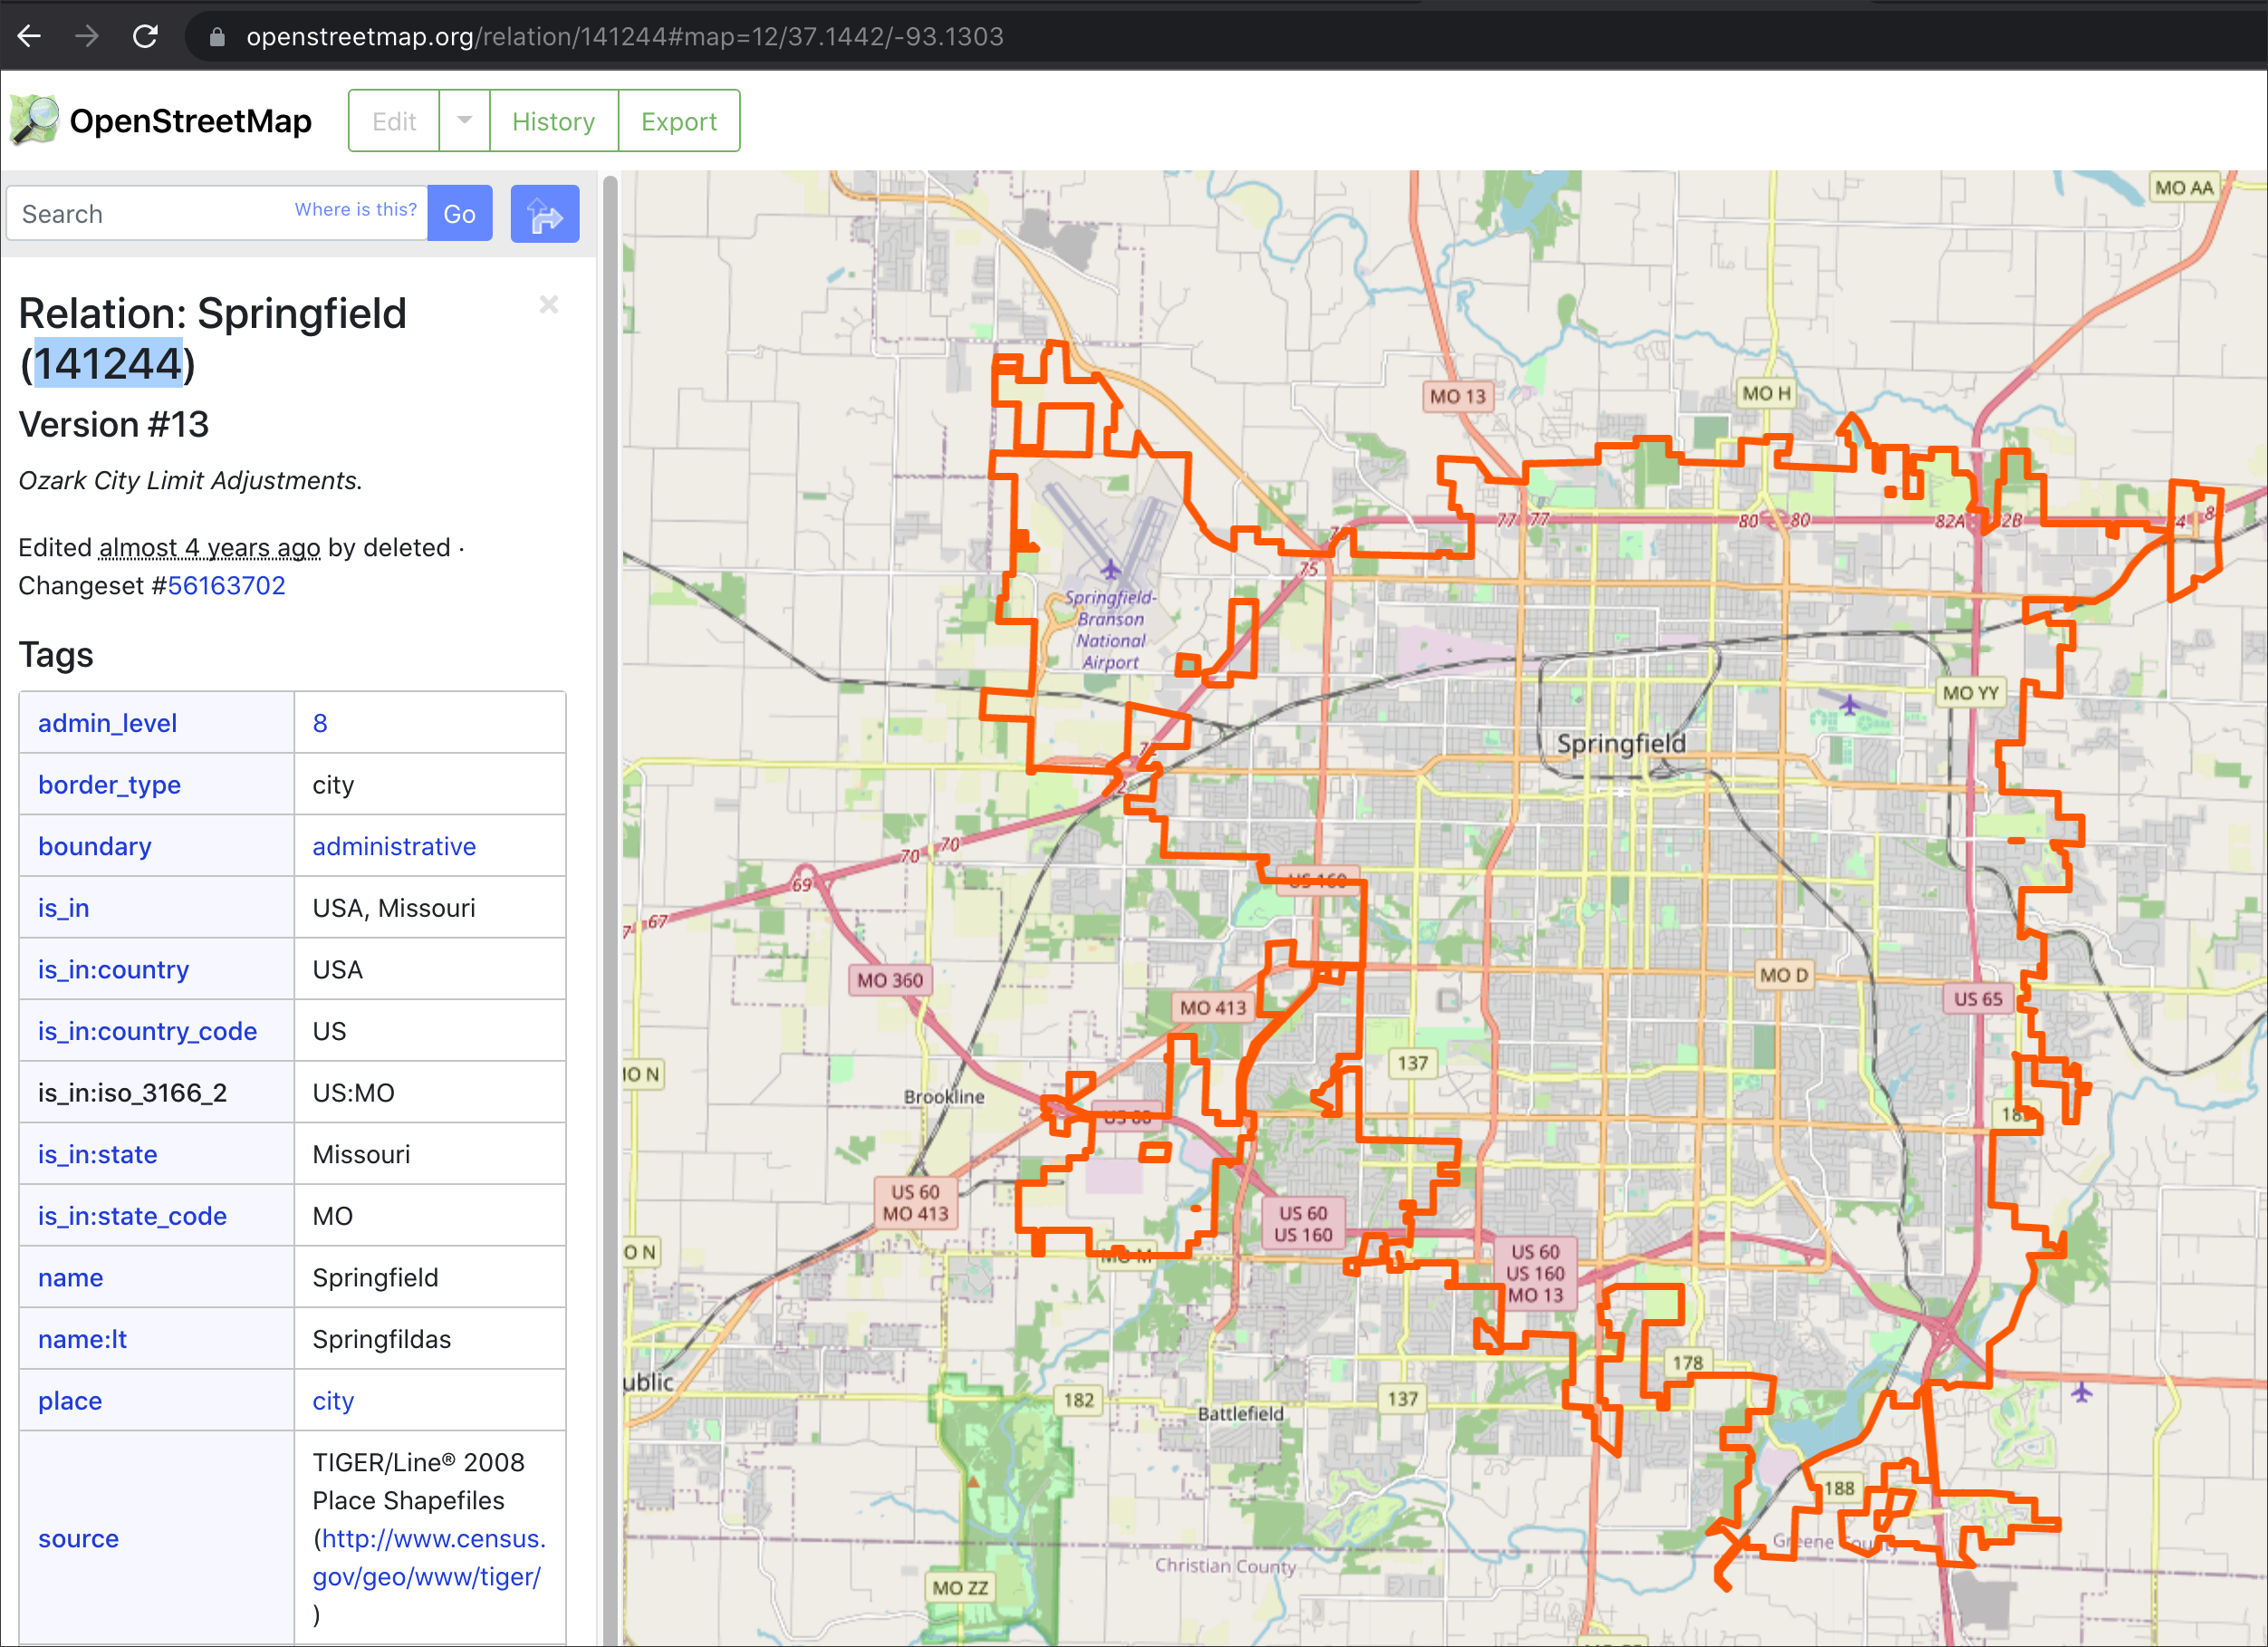 openstreetmap.org/relation/141244#map=12/37.1442/-93.1303
OpenStreetMap
Edit
History
Export
Search
Where is this?
Go
Relation: Springfield
(141244)
Version #13
Ozark City Limit Adjustments.
Edited almost 4 years ago by deleted ·
Changeset #56163702
Tags
admin_level 8
border_type city
boundary administrative
is_in USA, Missouri
is_in:country USA
is_in:country_code US
is_in:iso_3166_2 US:MO
is_in:state Missouri
is_in:state_code MO
name Springfield
name:lt Springfildas
place city
source
TIGER/Line® 2008
Place Shapefiles
(http://www.census.
gov/geo/www/tiger/
)
MO AA
MO 13
MO H
77
77
80
80
82A
2B
75
Springfield-
Branson
National
Airport
MO YY
Springfield
70
70
69
67
US 160
MO 360
MO 413
MO D
US 65
137
Brookline
US 60
MO 413
US 60
US 160
US 60
US 160
MO 13
MO M
178
182
137
Battlefield
188
Greene County
Christian County
MO ZZ